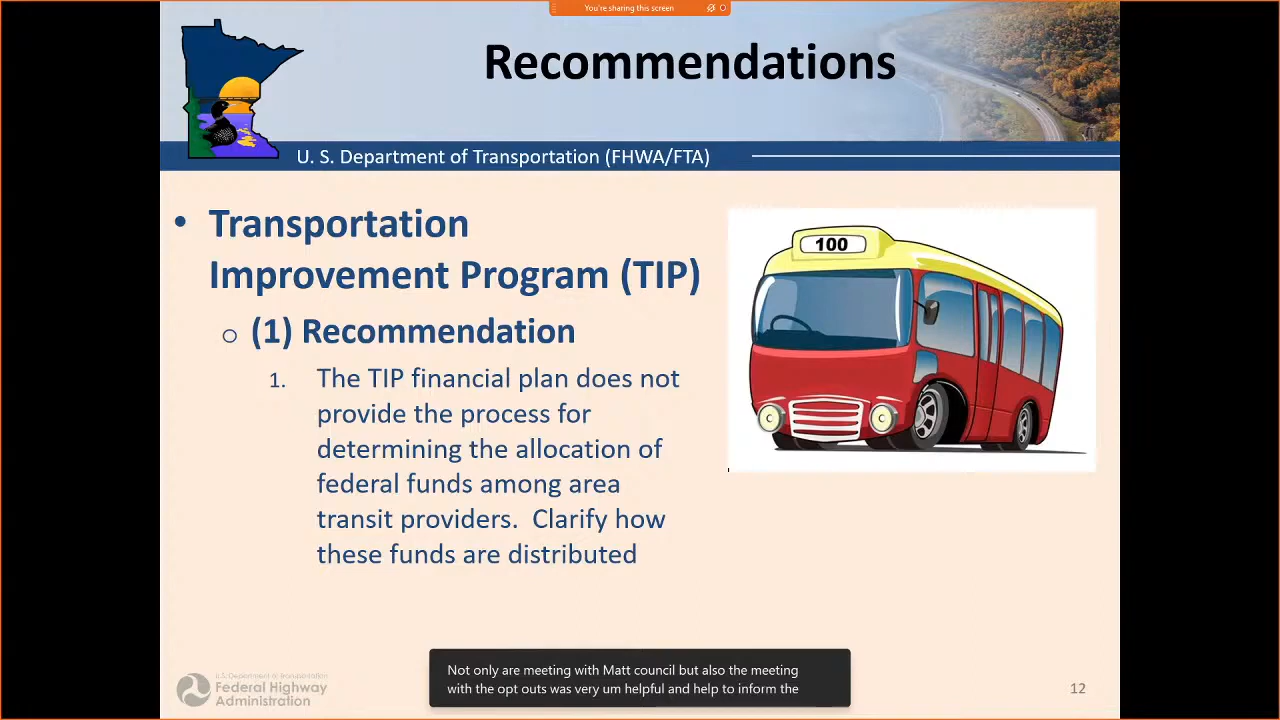 You're sharing this screen
Recommendations
U. S. Department of Transportation (FHWA/FTA)
• Transportation
Improvement Program (TIP)
o (1) Recommendation
1. The TIP financial plan does not
provide the process for
determining the allocation of
federal funds among area
transit providers. Clarify how
these funds are distributed
100
Not only are meeting with Matt council but also the meeting
with the opt outs was very um helpful and help to inform the
U.S. Department of Transportation
Federal Highway
Administration
12